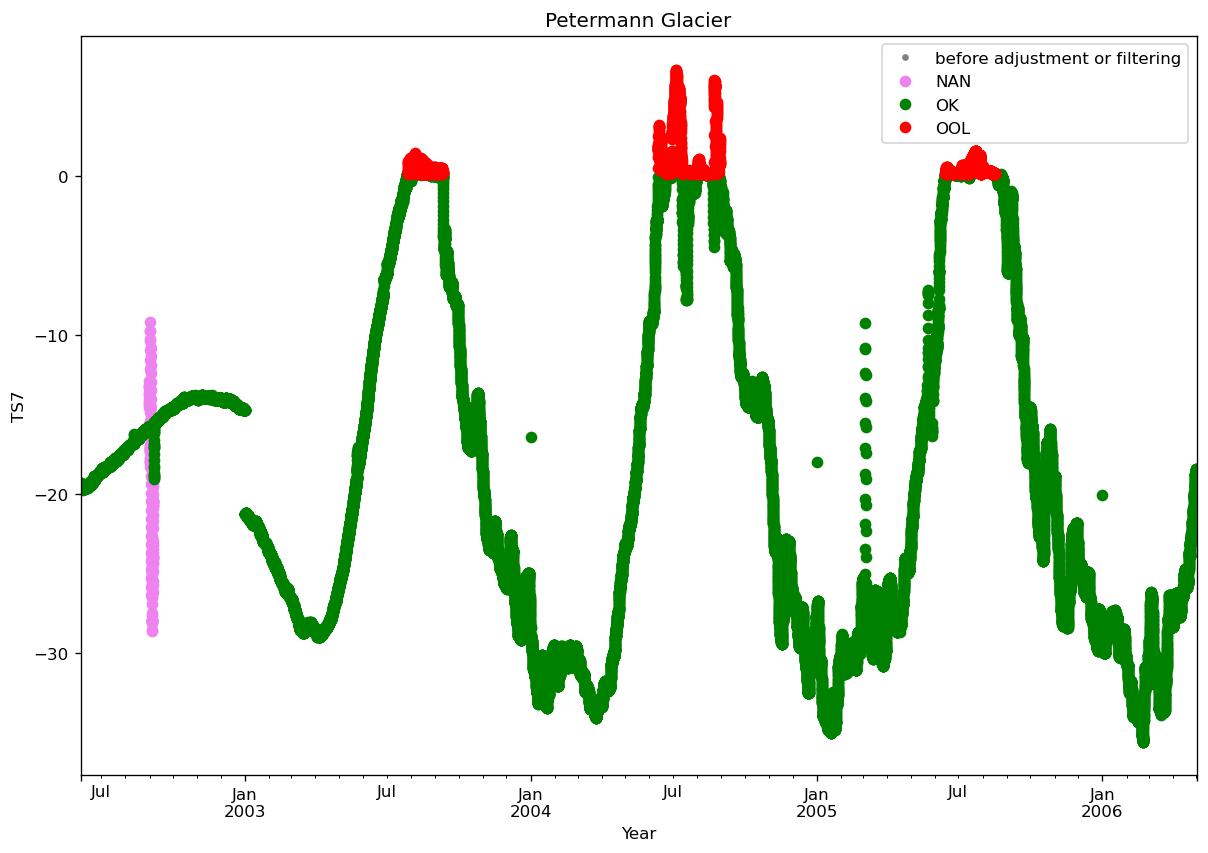 Petermann Glacier
before adjustment or filtering
NAN
OK
OOL
0
−10
−20
−30
TS7
Jul
Jan
2003
Jul
Jan
2004
Jul
Jan
2005
Jul
Jan
2006
Year